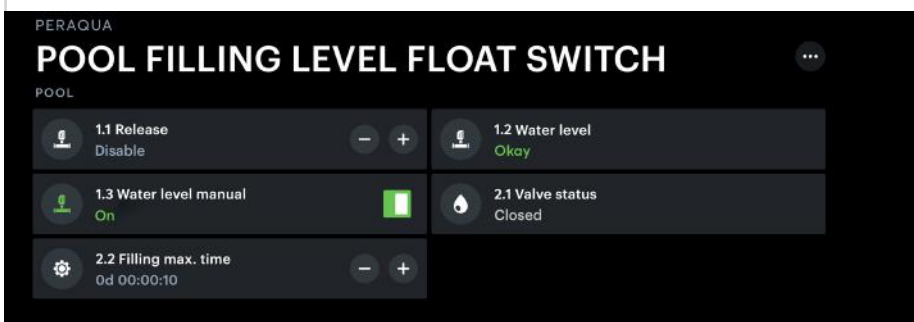 PERAQUA
POOL FILLING LEVEL FLOAT SWITCH
POOL
1.1 Release
Disable
1.2 Water level
Okay
1.3 Water level manual
On
2.1 Valve status
Closed
2.2 Filling max. time
0d 00:00:10